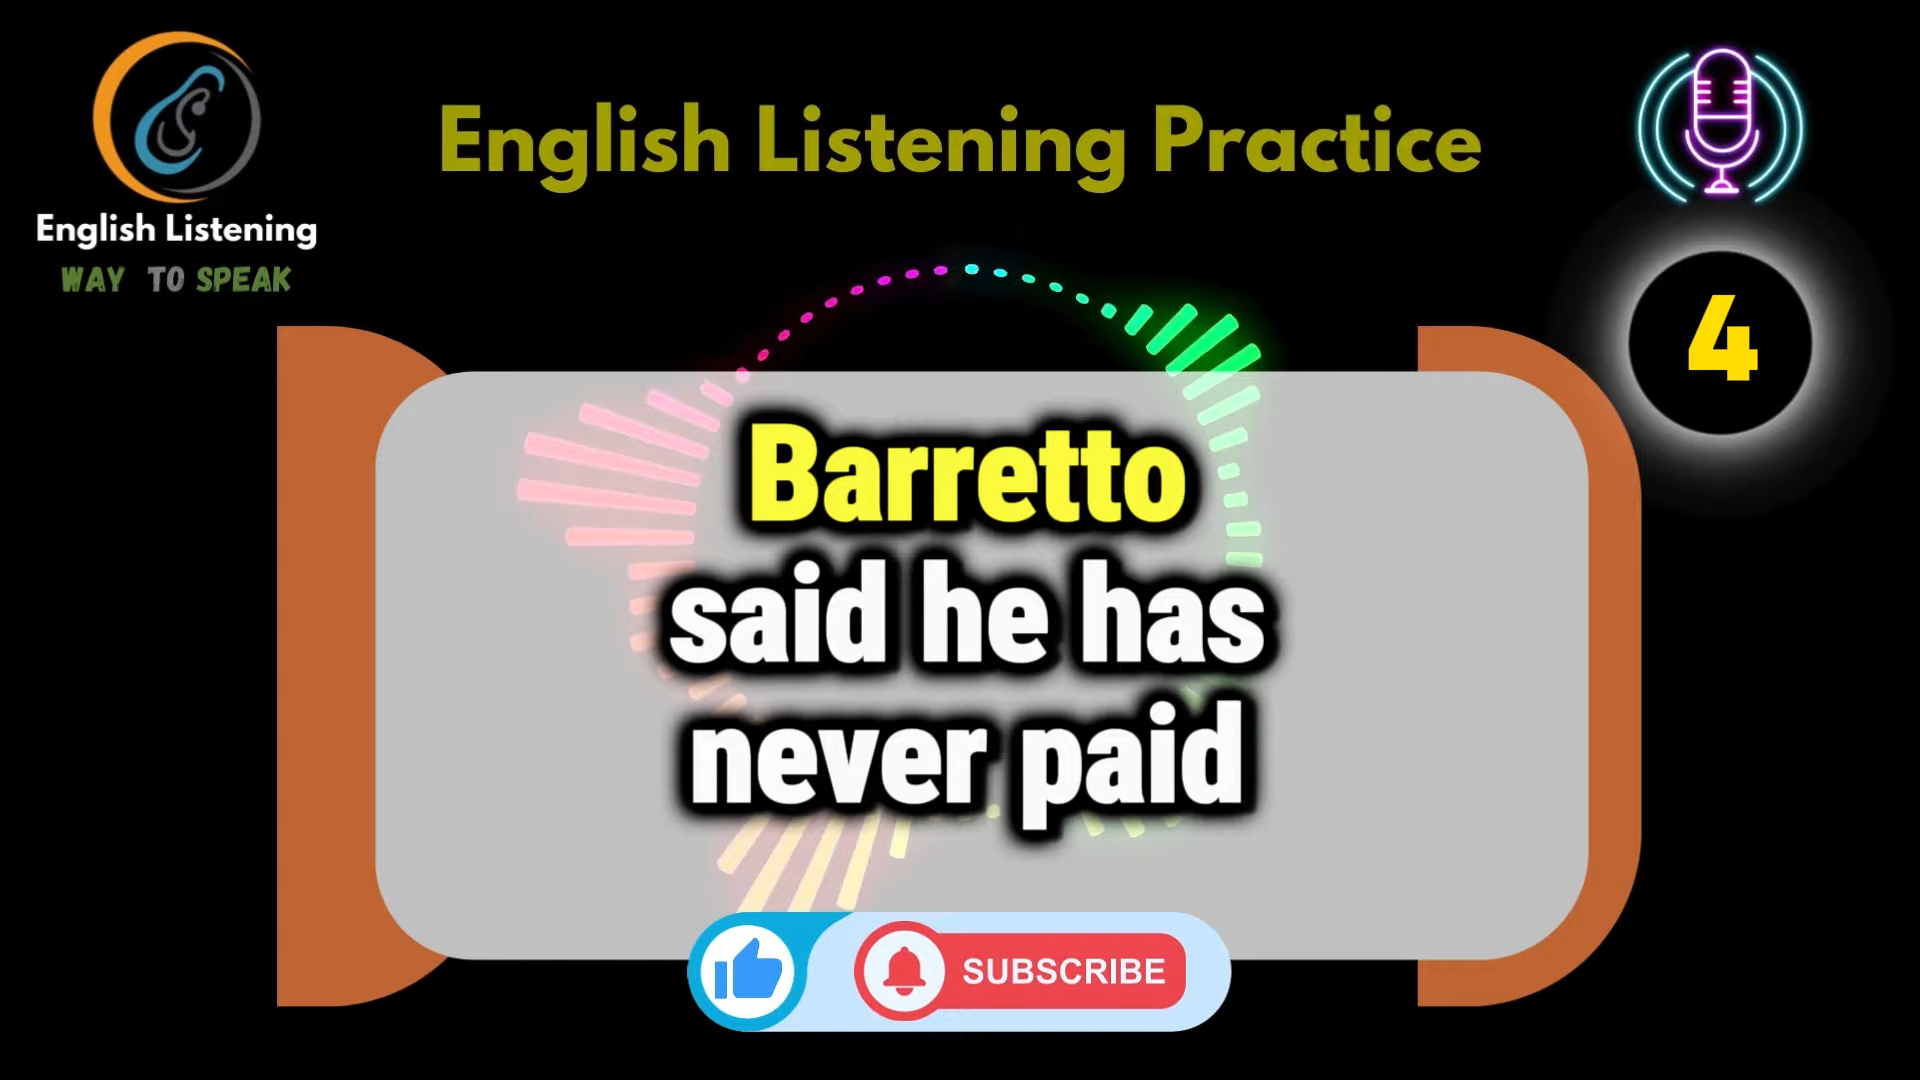 English Listening Practice
English Listening
WAY TO SPEAK
4
Barretto
said he has
never paid
SUBSCRIBE